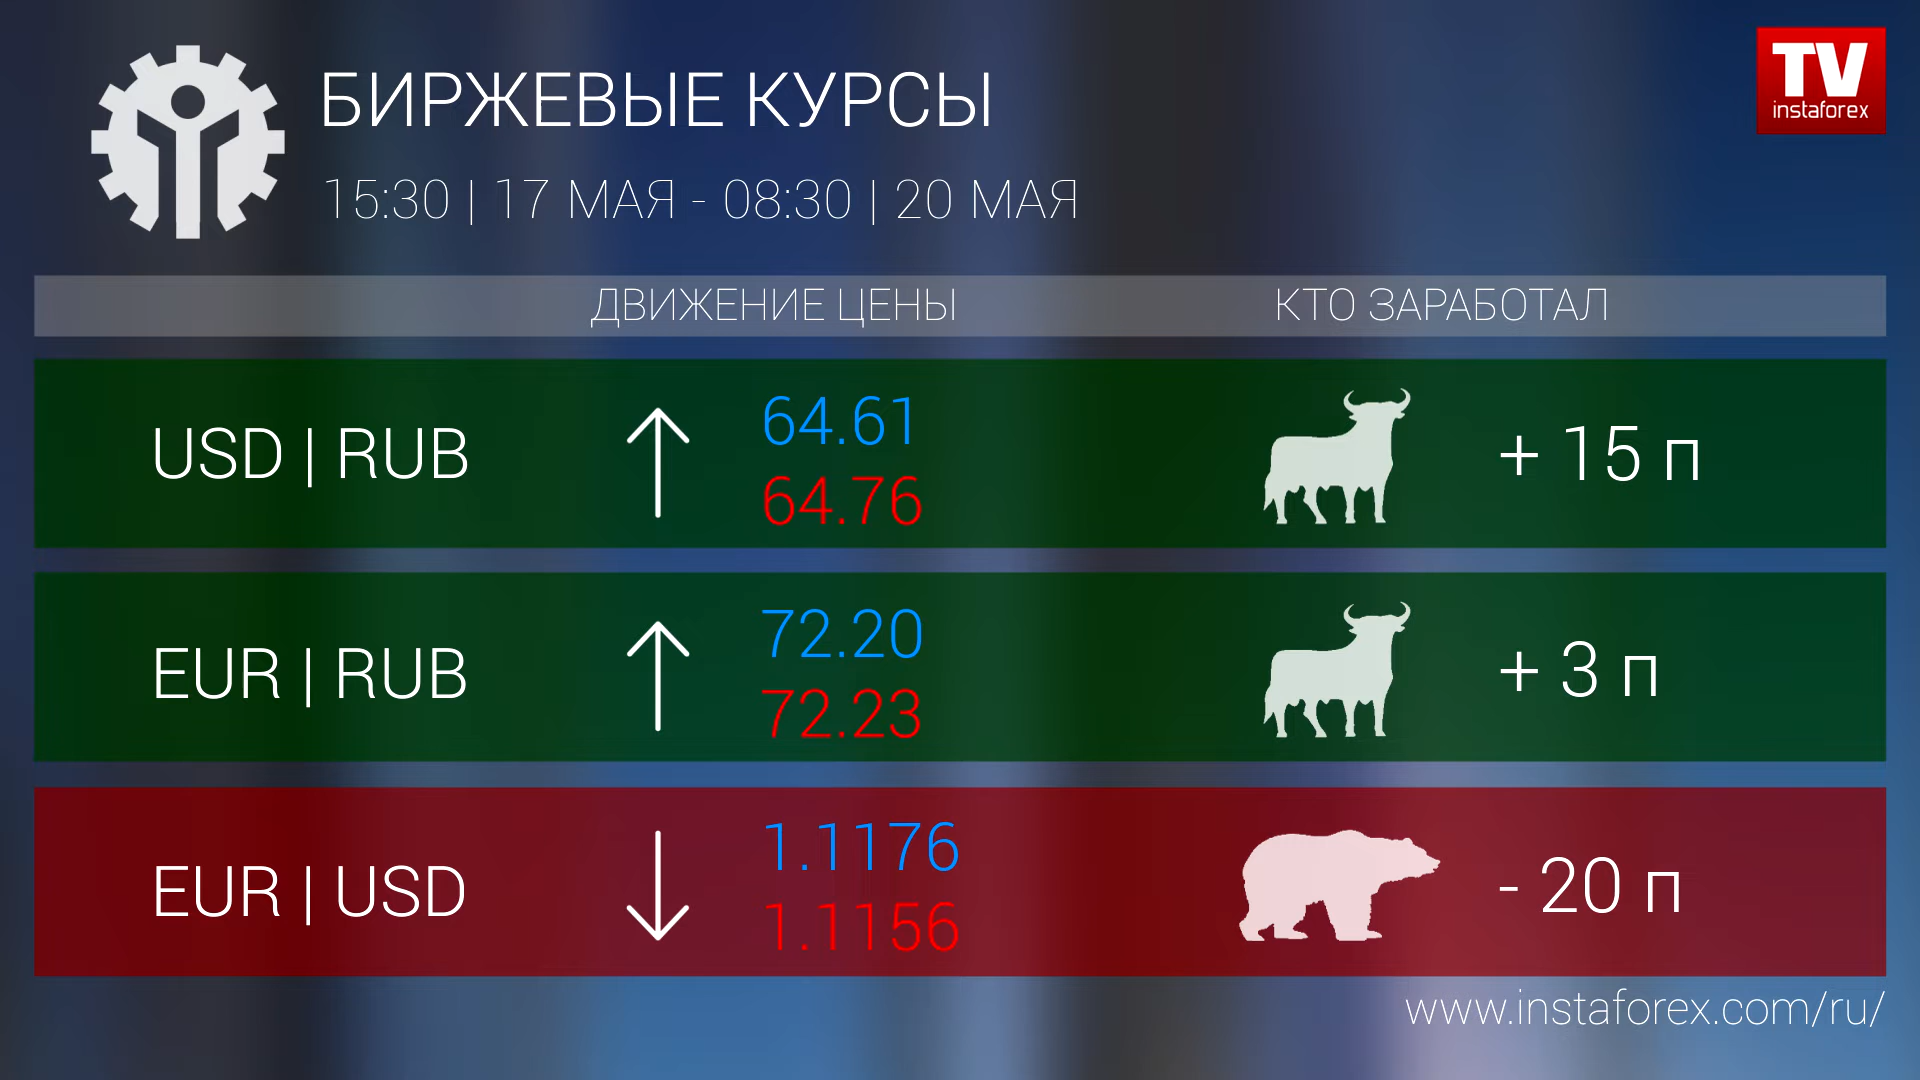 БИРЖЕВЫЕ КУРСЫ
TV
instaforex
15:30 | 17 МАЯ - 08:30 | 20 МАЯ
ДВИЖЕНИЕ ЦЕНЫ КТО ЗАРАБОТАЛ
USD | RUB 64.61 + 15 п
64.76
EUR | RUB 72.20 + 3 п
72.23
EUR | USD 1.1176 - 20 п
1.1156
www.instaforex.com/ru/